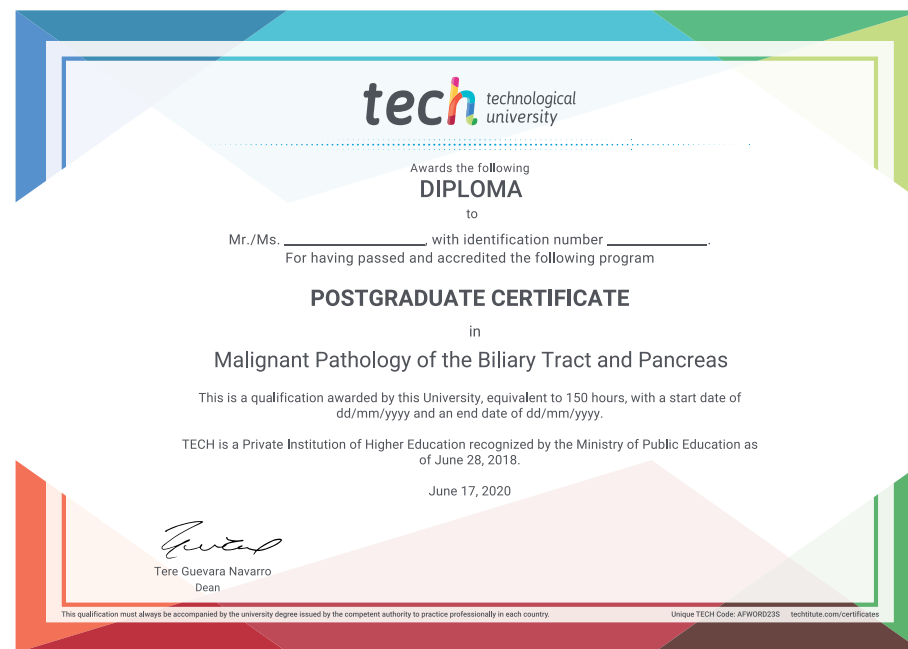 tech technological
university
Awards the following
DIPLOMA
to
Mr./Ms. ____________, with identification number _________.
For having passed and accredited the following program
POSTGRADUATE CERTIFICATE
in
Malignant Pathology of the Biliary Tract and Pancreas
This is a qualification awarded by this University, equivalent to 150 hours, with a start date of
dd/mm/yyyy and an end date of dd/mm/yyyy.
TECH is a Private Institution of Higher Education recognized by the Ministry of Public Education as
of June 28, 2018.
June 17, 2020
Tere Guevara Navarro
Dean
This qualification must always be accompanied by the university degree issued by the competent authority to practice professionally in each country.
Unique TECH Code: AFWORD23S techtitute.com/certificates